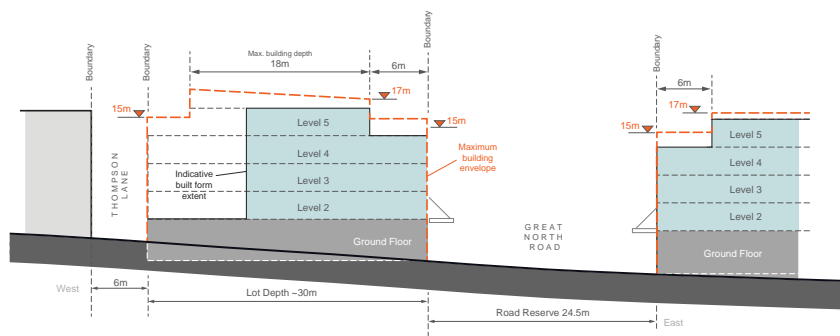 Boundary
Boundary
Boundary
Boundary
Max. building depth
18m
6m
6m
15m
17m
15m
17m
15m
Level 5
Level 4
Level 3
Level 2
Ground Floor
Indicative
built form
extent
Maximum
building
envelope
THOMPSON
LANE
GREAT
NORTH
ROAD
Level 5
Level 4
Level 3
Level 2
Ground Floor
West
6m
Lot Depth ~30m
Road Reserve 24.5m
East